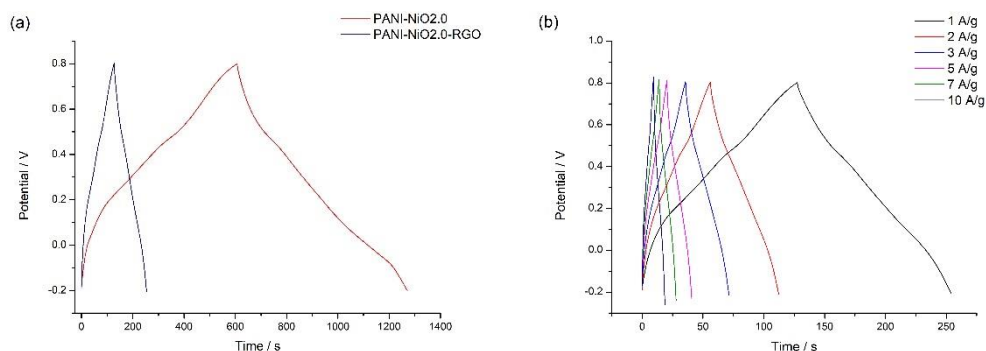 (a)
PANI-NiO2.0
PANI-NiO2.0-RGO
0.8
0.6
0.4
0.2
0.0
-0.2
Potential / V
0 200 400 600 800 1000 1200 1400
Time / s
(b)
1 A/g
2 A/g
3 A/g
5 A/g
7 A/g
10 A/g
1.0
0.8
0.6
0.4
0.2
0.0
-0.2
Potential / V
0 50 100 150 200 250
Time / s